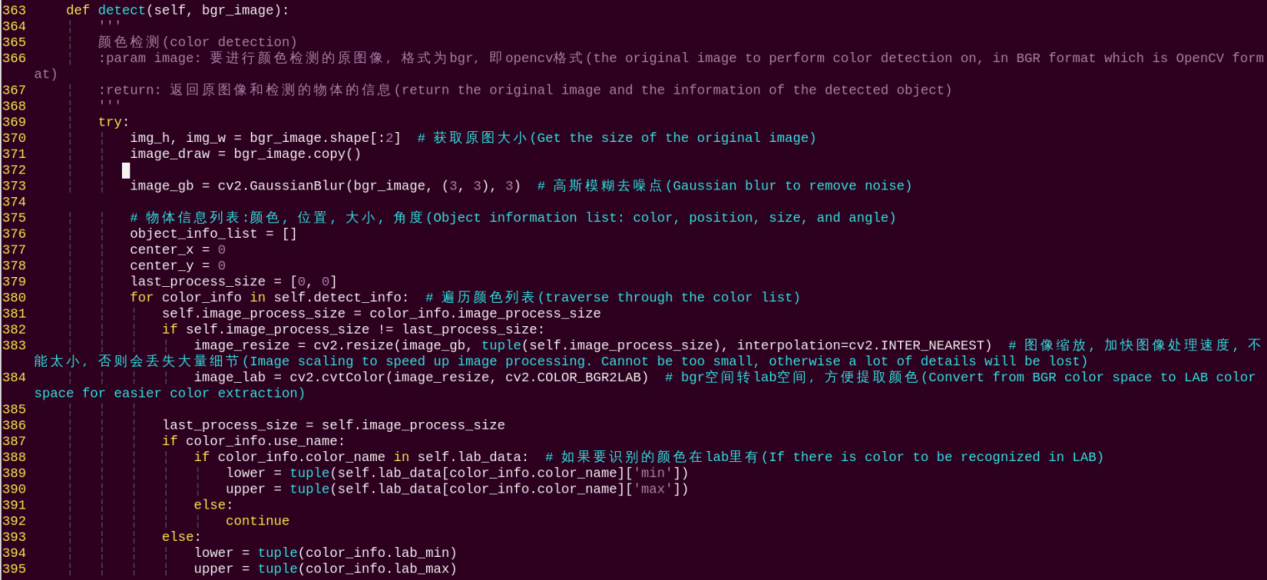 363     def detect(self, bgr_image):
364         '''
365         颜色检测(color detection)
366         :param image: 要进行颜色检测的原图像, 格式为bgr, 即opencv格式(the original image to perform color detection on, in BGR format which is OpenCV form
at)
367         :return: 返回原图像和检测的物体的信息(return the original image and the information of the detected object)
368         '''
369         try:
370             img_h, img_w = bgr_image.shape[:2]  # 获取原图大小(Get the size of the original image)
371             image_draw = bgr_image.copy()
372
373             image_gb = cv2.GaussianBlur(bgr_image, (3, 3), 3)  # 高斯模糊去噪点(Gaussian blur to remove noise)
374
375             # 物体信息列表:颜色, 位置, 大小, 角度(Object information list: color, position, size, and angle)
376             object_info_list = []
377             center_x = 0
378             center_y = 0
379             last_process_size = [0, 0]
380             for color_info in self.detect_info:  # 遍历颜色列表(traverse through the color list)
381                 self.image_process_size = color_info.image_process_size
382                 if self.image_process_size != last_process_size:
383                     image_resize = cv2.resize(image_gb, tuple(self.image_process_size), interpolation=cv2.INTER_NEAREST)  # 图像缩放, 加快图像处理速度, 不
能太小, 否则会丢失大量细节(Image scaling to speed up image processing. Cannot be too small, otherwise a lot of details will be lost)
384                     image_lab = cv2.cvtColor(image_resize, cv2.COLOR_BGR2LAB)  # bgr空间转lab空间, 方便提取颜色(Convert from BGR color space to LAB color
space for easier color extraction)
385
386                 last_process_size = self.image_process_size
387                 if color_info.use_name:
388                     if color_info.color_name in self.lab_data:  # 如果要识别的颜色在lab里有(If there is color to be recognized in LAB)
389                         lower = tuple(self.lab_data[color_info.color_name]['min'])
390                         upper = tuple(self.lab_data[color_info.color_name]['max'])
391                     else:
392                         continue
393                 else:
394                     lower = tuple(color_info.lab_min)
395                     upper = tuple(color_info.lab_max)